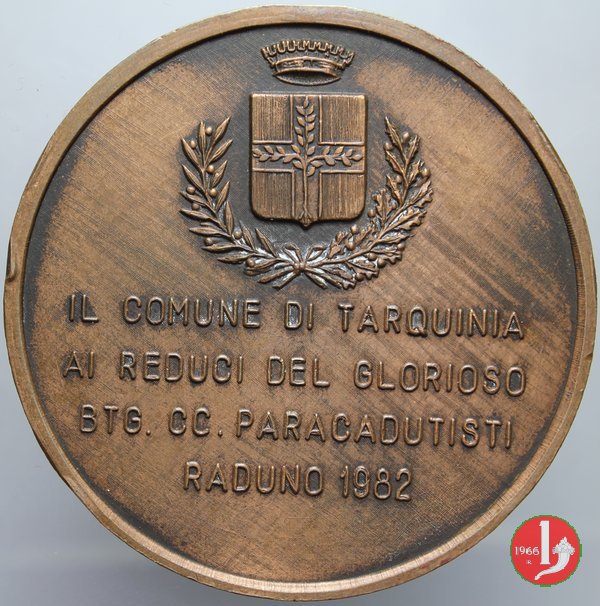 IL COMUNE DI TARQUINIA
AI REDUCI DEL GLORIOSO
BTG. CC. PARACADUTISTI
RADUNO 1982
1966
R